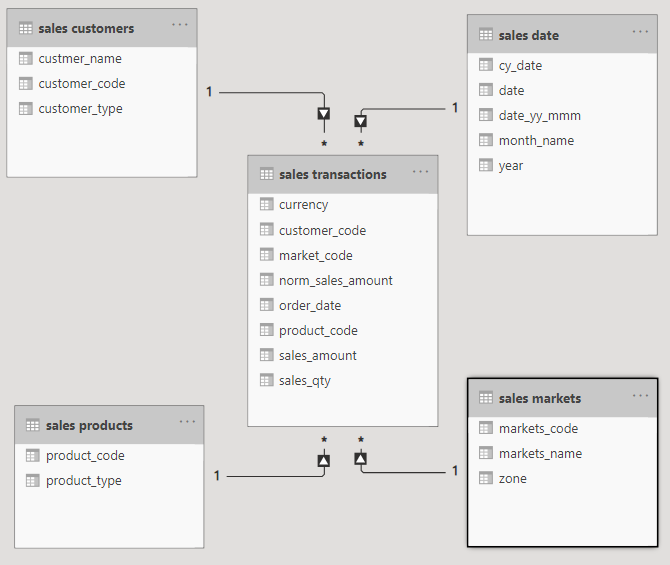 sales customers ...
custmer_name
customer_code
customer_type
sales date ...
cy_date
date
date_yy_mmm
month_name
year
1
1
*
*
sales transactions ...
currency
customer_code
market_code
norm_sales_amount
order_date
product_code
sales_amount
sales_qty
sales products ...
product_code
product_type
sales markets ...
markets_code
markets_name
zone
*
*
1
1